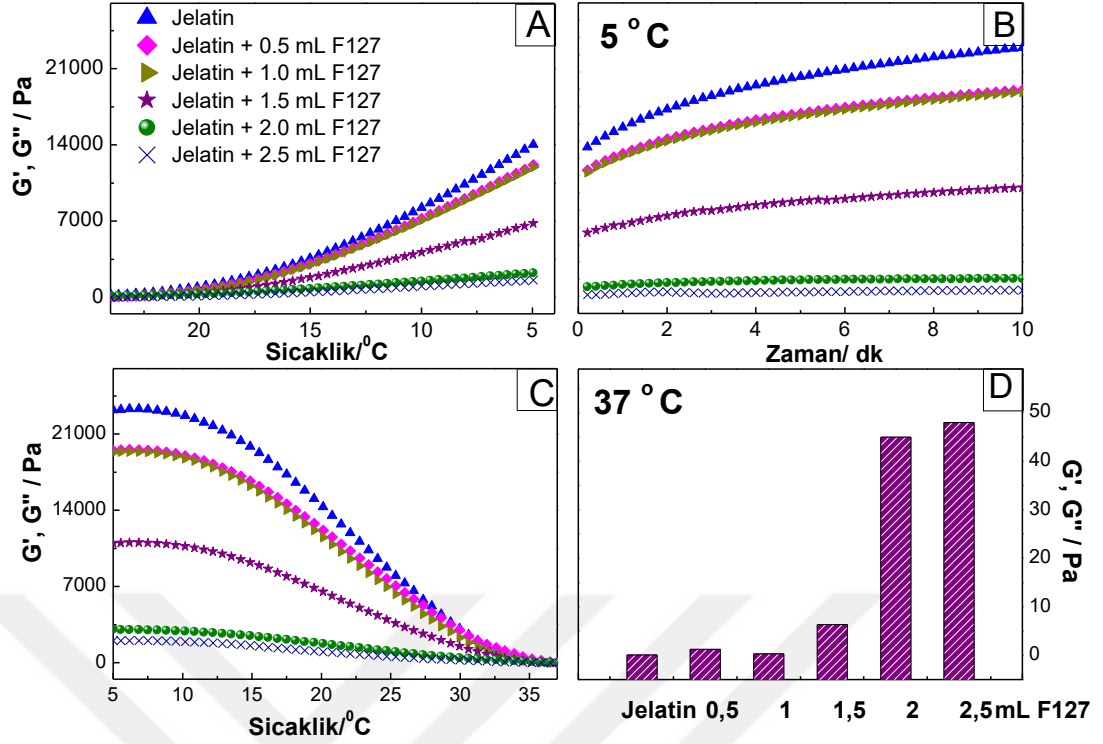 A
Jelatin
Jelatin + 0.5 mL F127
Jelatin + 1.0 mL F127
Jelatin + 1.5 mL F127
Jelatin + 2.0 mL F127
Jelatin + 2.5 mL F127
G', G'' / Pa
21000
14000
7000
0
20 15 10 5
Sicaklik/⁰C
B
5 °C
0 2 4 6 8 10
Zaman/ dk
C
G', G'' / Pa
21000
14000
7000
0
5 10 15 20 25 30 35
Sicaklik/⁰C
D
37 °C
50
40
30
20
10
0
G', G'' / Pa
Jelatin 0,5 1 1,5 2 2,5mL F127